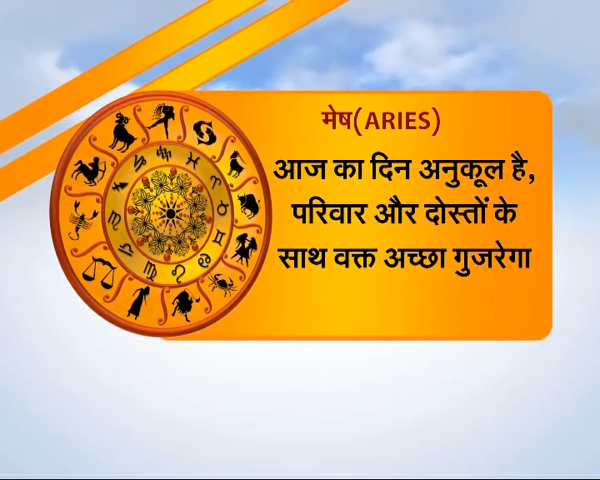 मेष(ARIES)
आज का दिन अनुकूल है,
परिवार और दोस्तों के
साथ वक्त अच्छा गुजरेगा